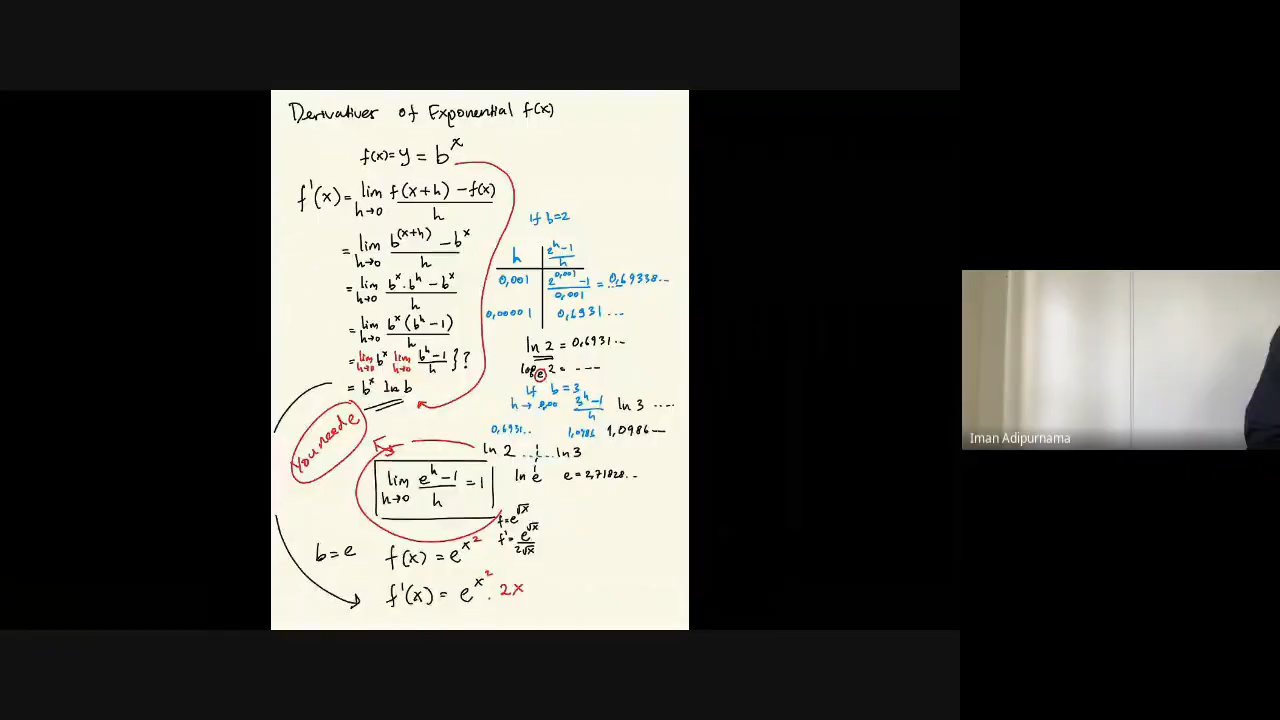 Derivatives of Exponential f(x)
f(x) = y = b^x
f'(x) = lim h→0 (f(x+h) - f(x))/h
= lim h→0 (b^(x+h) - b^x)/h
= lim h→0 (b^x . b^h - b^x)/h
= lim h→0 (b^x (b^h - 1))/h
= lim h→0 b^x lim h→0 (b^h - 1)/h } ?
= b^x ln b
You need e
lim h→0 (e^h - 1)/h = 1
b = e f(x) = e^x^2
f'(x) = e^x^2 . 2x
If b=2
h | (2^h - 1)/h
0,001 | (2^0,001 - 1)/0,001 = 0,69338...
0,00001 | 0,6931...
ln 2 = 0,6931...
log e 2 = ----
if b = 3
h → (3^h - 1)/h ln 3 ....
0,6931.. 1,0986 1,0986—
ln 2 ...... ln 3
ln e e = 2,71828...
f = e^√x
f' = e^√x/2√x
Iman Adipurnama